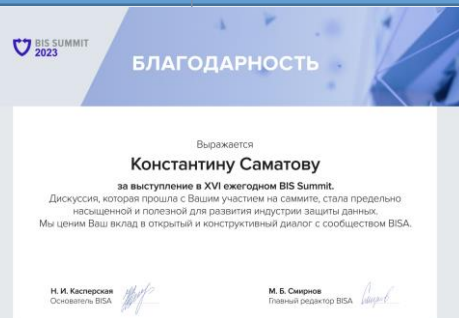 BIS SUMMIT
2023
БЛАГОДАРНОСТЬ
Выражается
Константину Саматову
за выступление в XVI ежегодном BIS Summit.
Дискуссия, которая прошла с Вашим участием на саммите, стала предельно
насыщенной и полезной для развития индустрии защиты данных.
Мы ценим Ваш вклад в открытый и конструктивный диалог с сообществом BISA.
Н. И. Касперская
Основатель BISA
М. Б. Смирнов
Главный редактор BISA